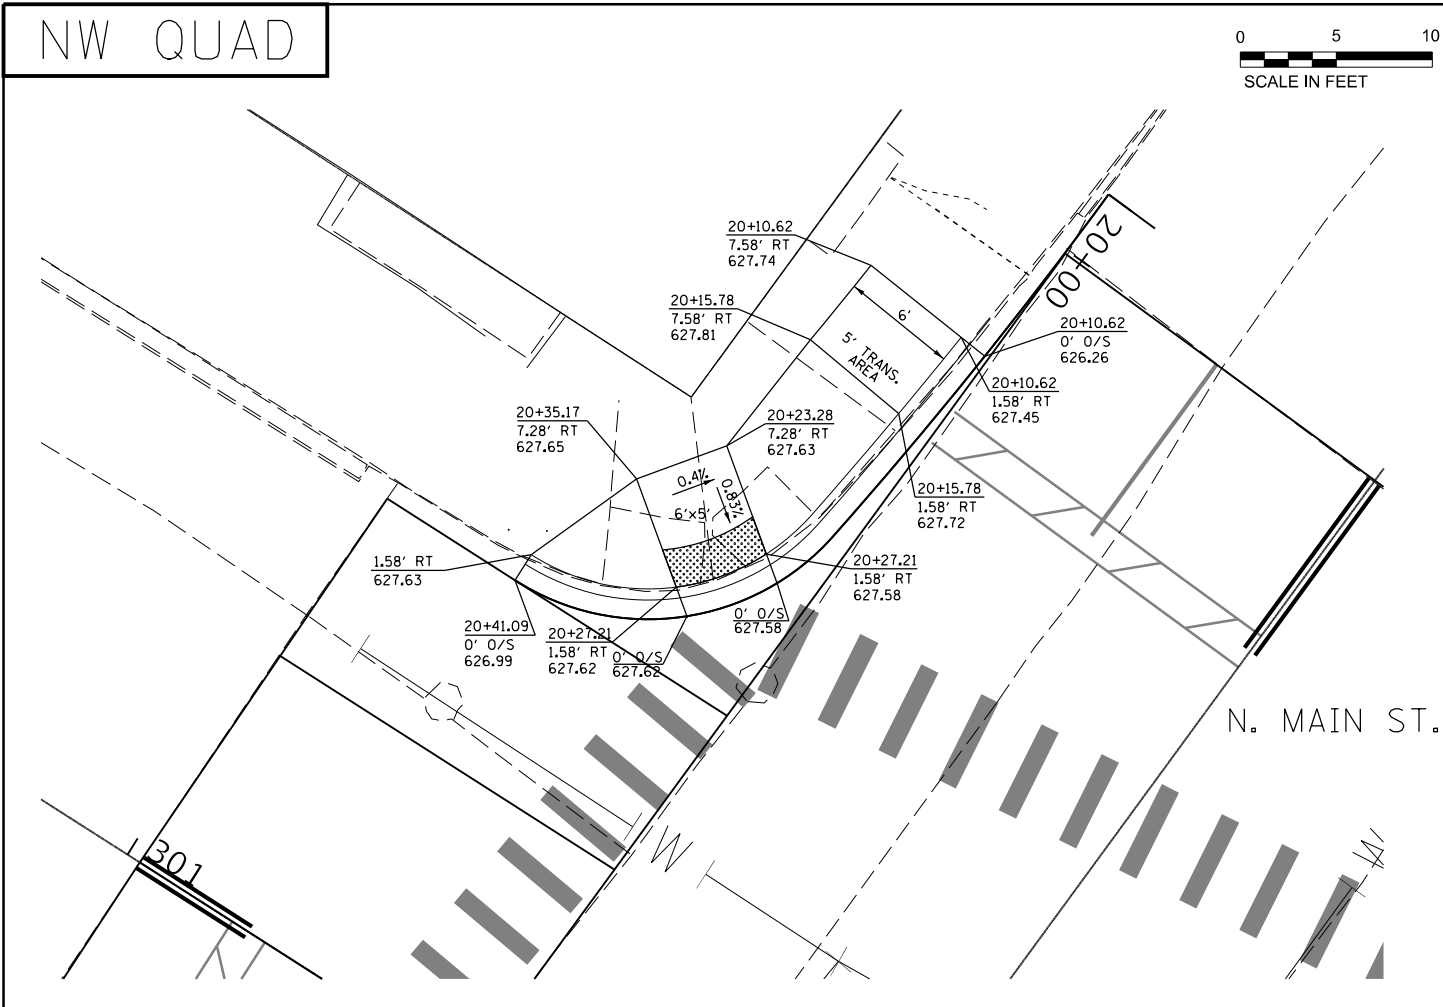 NW QUAD
0 5 10
SCALE IN FEET
20+00
20+10.62
7.58' RT
627.74
20+15.78
7.58' RT
627.81
6'
5' TRANS.
AREA
20+10.62
0' O/S
626.26
20+10.62
1.58' RT
627.45
20+35.17
7.28' RT
627.65
20+23.28
7.28' RT
627.63
0.4%
0.83%
6'x5'
20+15.78
1.58' RT
627.72
1.58' RT
627.63
20+27.21
1.58' RT
627.58
20+41.09
0' O/S
626.99
20+27.21
1.58' RT
627.62
0' O/S
627.62
0' O/S
627.58
N. MAIN ST.
301
W
W